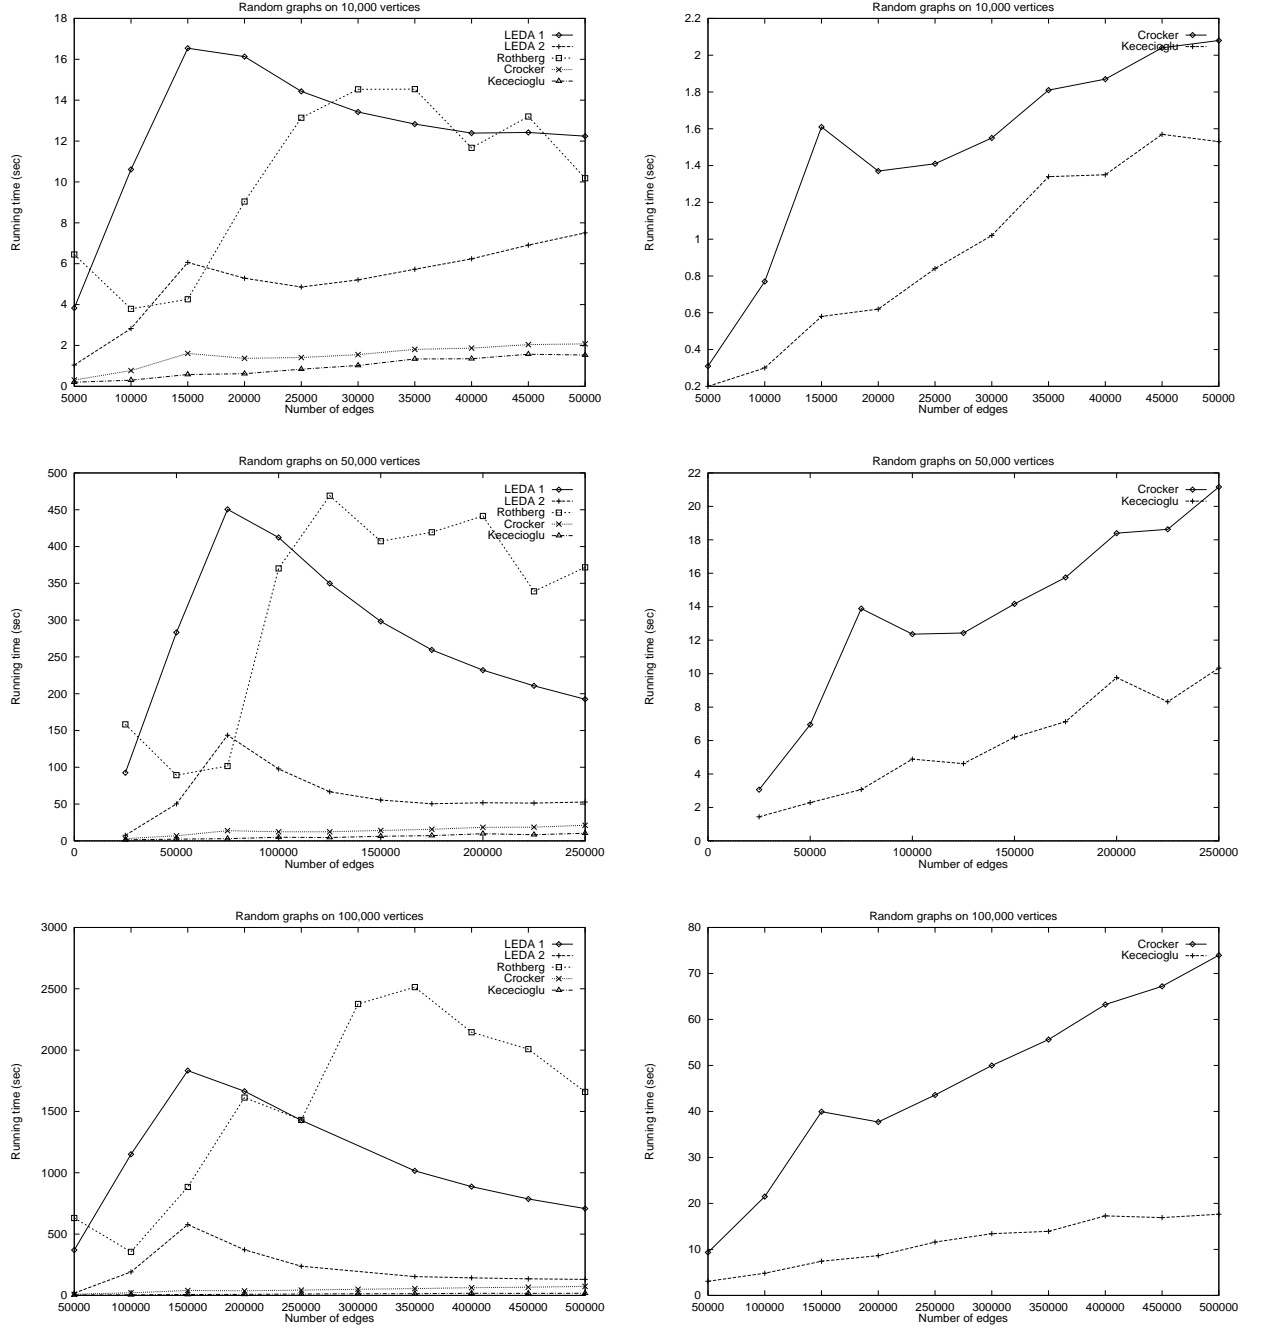 Random graphs on 10,000 vertices
18
16
14
12
10
8
6
4
2
0
Running time (sec)
LEDA 1
LEDA 2
Rothberg
Crocker
Kececioglu
5000 10000 15000 20000 25000 30000 35000 40000 45000 50000
Number of edges
Random graphs on 10,000 vertices
2.2
2
1.8
1.6
1.4
1.2
1
0.8
0.6
0.4
0.2
Running time (sec)
Crocker
Kececioglu
5000 10000 15000 20000 25000 30000 35000 40000 45000 50000
Number of edges
Random graphs on 50,000 vertices
500
450
400
350
300
250
200
150
100
50
0
Running time (sec)
LEDA 1
LEDA 2
Rothberg
Crocker
Kececioglu
0 50000 100000 150000 200000 250000
Number of edges
Random graphs on 50,000 vertices
22
20
18
16
14
12
10
8
6
4
2
0
Running time (sec)
Crocker
Kececioglu
0 50000 100000 150000 200000 250000
Number of edges
Random graphs on 100,000 vertices
3000
2500
2000
1500
1000
500
0
Running time (sec)
LEDA 1
LEDA 2
Rothberg
Crocker
Kececioglu
50000 100000 150000 200000 250000 300000 350000 400000 450000 500000
Number of edges
Random graphs on 100,000 vertices
80
70
60
50
40
30
20
10
0
Running time (sec)
Crocker
Kececioglu
50000 100000 150000 200000 250000 300000 350000 400000 450000 500000
Number of edges